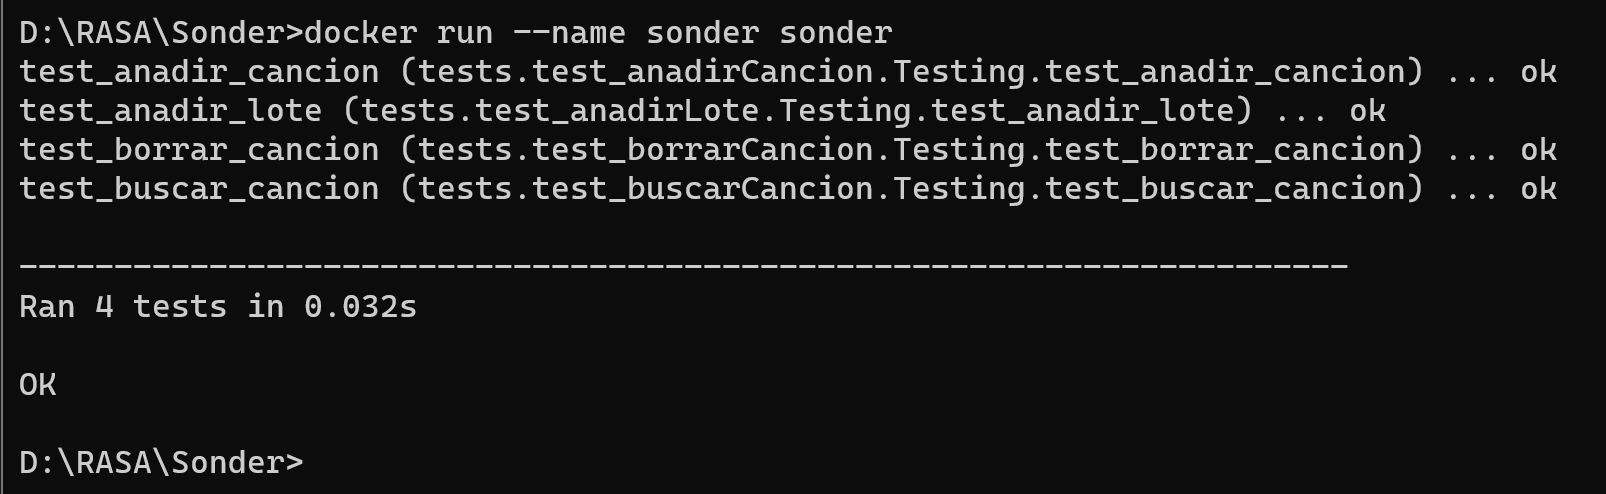 D:\RASA\Sonder>docker run --name sonder sonder
test_anadir_cancion (tests.test_anadirCancion.Testing.test_anadir_cancion) ... ok
test_anadir_lote (tests.test_anadirLote.Testing.test_anadir_lote) ... ok
test_borrar_cancion (tests.test_borrarCancion.Testing.test_borrar_cancion) ... ok
test_buscar_cancion (tests.test_buscarCancion.Testing.test_buscar_cancion) ... ok
----------------------------------------------------------------------
Ran 4 tests in 0.032s
OK
D:\RASA\Sonder>